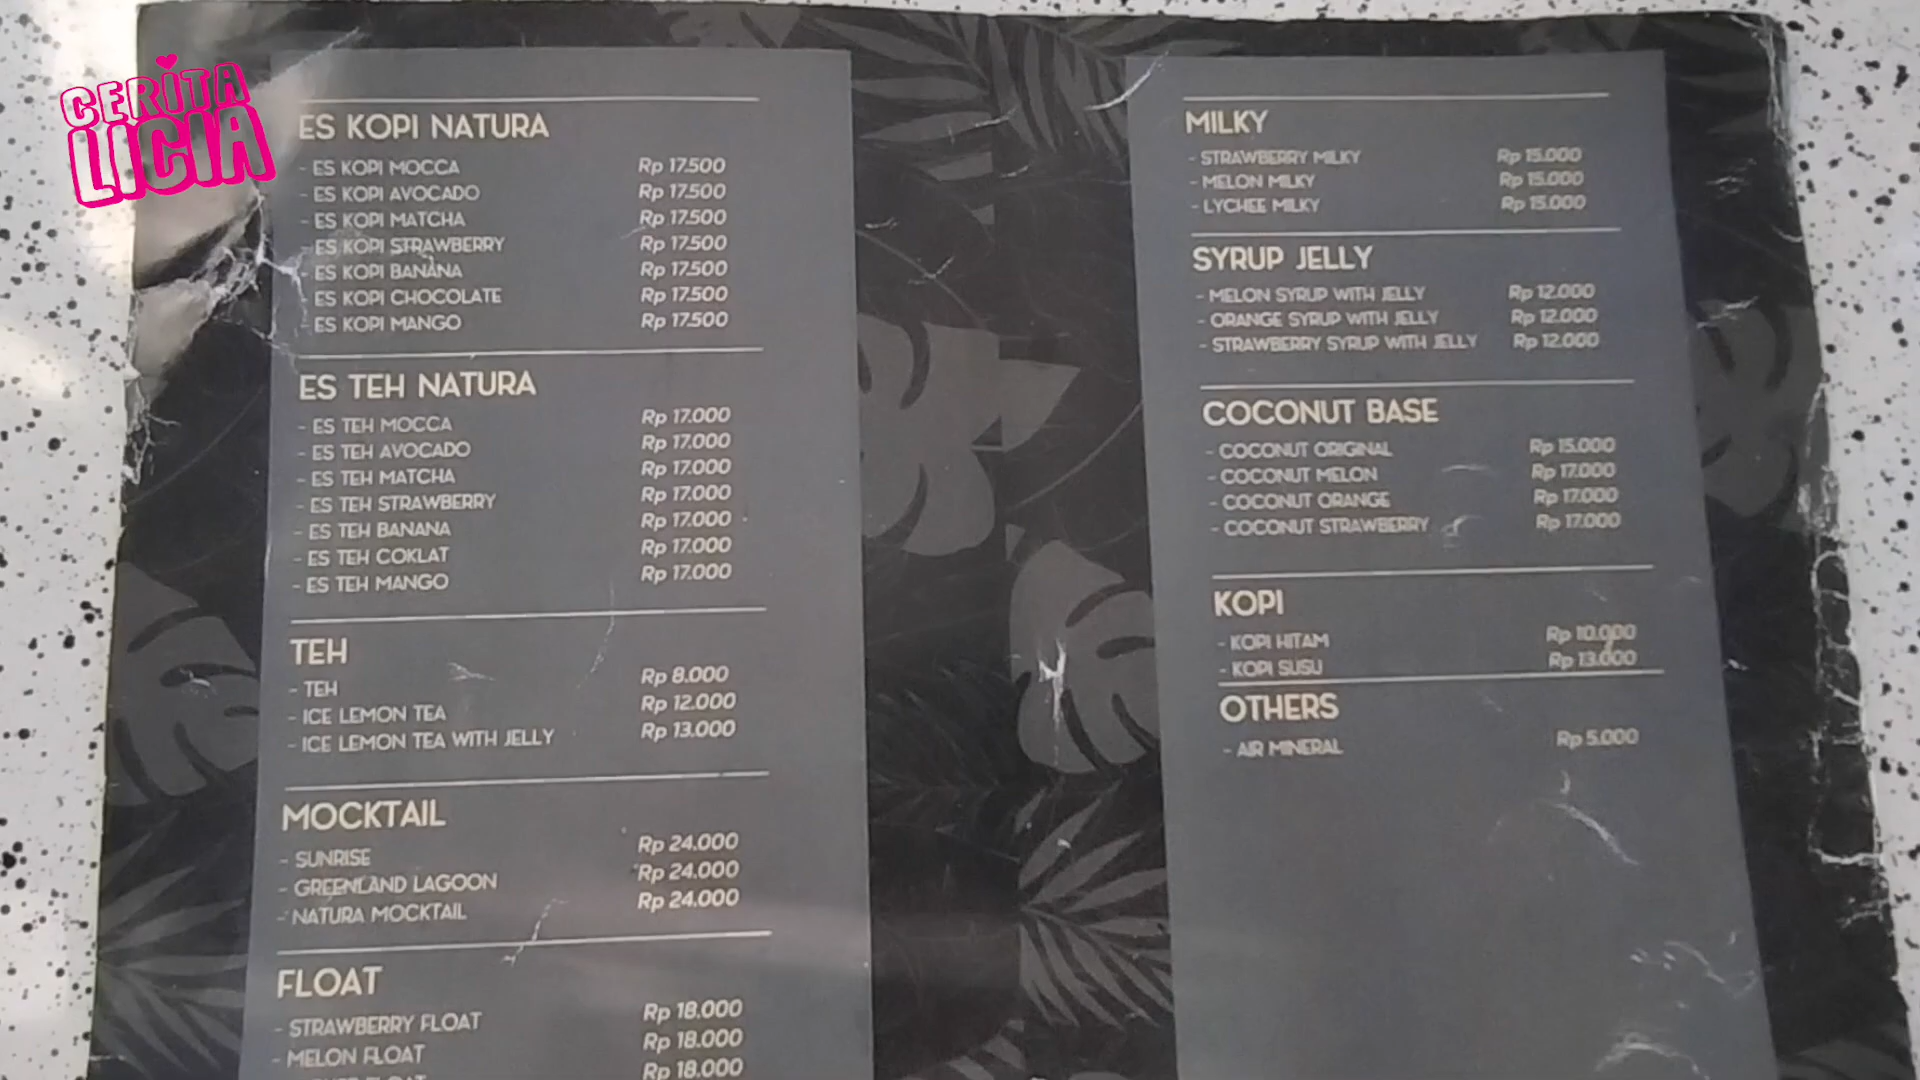 CERITA
LICIA
ES KOPI NATURA
- ES KOPI MOCCA Rp 17.500
- ES KOPI AVOCADO Rp 17.500
- ES KOPI MATCHA Rp 17.500
- ES KOPI STRAWBERRY Rp 17.500
- ES KOPI BANANA Rp 17.500
- ES KOPI CHOCOLATE Rp 17.500
- ES KOPI MANGO Rp 17.500
ES TEH NATURA
- ES TEH MOCCA Rp 17.000
- ES TEH AVOCADO Rp 17.000
- ES TEH MATCHA Rp 17.000
- ES TEH STRAWBERRY Rp 17.000
- ES TEH BANANA Rp 17.000
- ES TEH COKLAT Rp 17.000
- ES TEH MANGO Rp 17.000
TEH
- TEH Rp 8.000
- ICE LEMON TEA Rp 12.000
- ICE LEMON TEA WITH JELLY Rp 13.000
MOCKTAIL
- SUNRISE Rp 24.000
- GREENLAND LAGOON Rp 24.000
- NATURA MOCKTAIL Rp 24.000
FLOAT
- STRAWBERRY FLOAT Rp 18.000
- MELON FLOAT Rp 18.000
FLOAT Rp 18.000
MILKY
- STRAWBERRY MILKY Rp 15.000
- MELON MILKY Rp 15.000
- LYCHEE MILKY Rp 15.000
SYRUP JELLY
- MELON SYRUP WITH JELLY Rp 12.000
- ORANGE SYRUP WITH JELLY Rp 12.000
- STRAWBERRY SYRUP WITH JELLY Rp 12.000
COCONUT BASE
- COCONUT ORIGINAL Rp 15.000
- COCONUT MELON Rp 17.000
- COCONUT ORANGE Rp 17.000
- COCONUT STRAWBERRY Rp 17.000
KOPI
- KOPI HITAM Rp 10.000
- KOPI SUSU Rp 13.000
OTHERS
- AIR MINERAL Rp 5.000